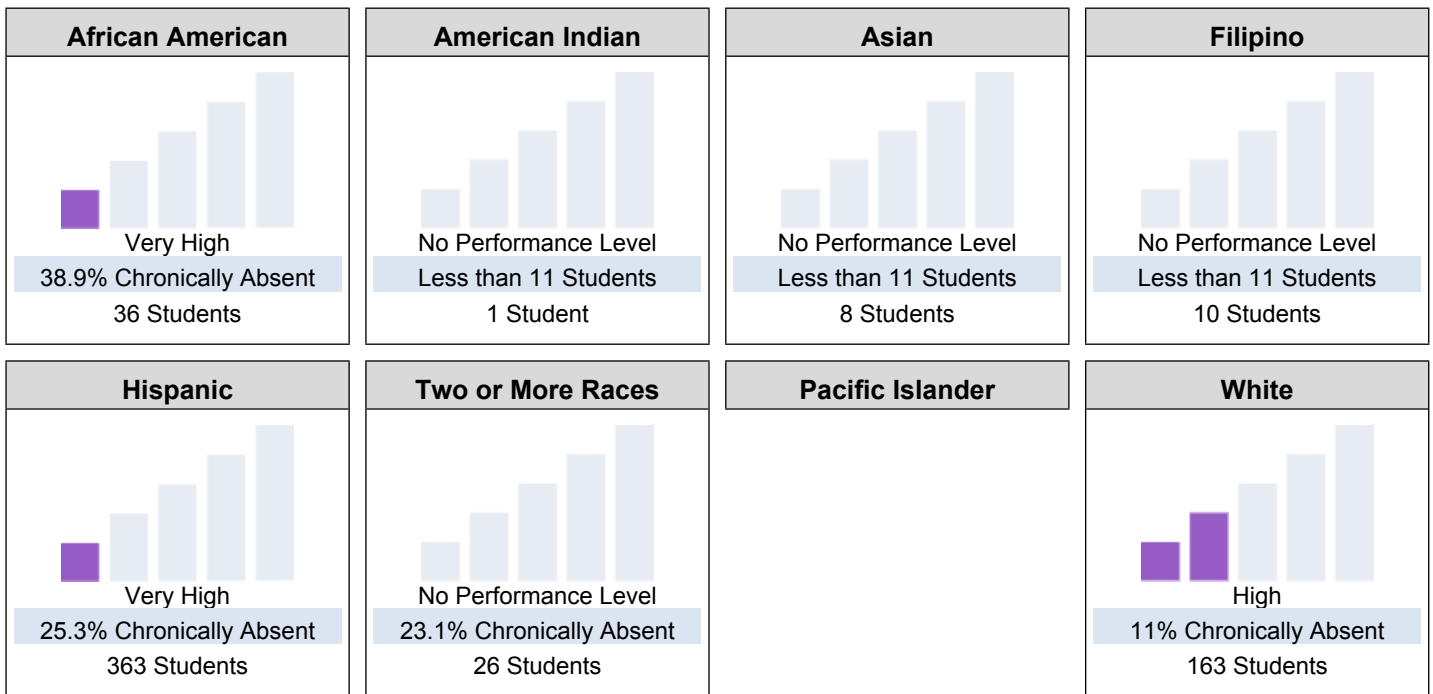 African American
Very High
38.9% Chronically Absent
36 Students
American Indian
No Performance Level
Less than 11 Students
1 Student
Asian
No Performance Level
Less than 11 Students
8 Students
Filipino
No Performance Level
Less than 11 Students
10 Students
Hispanic
Very High
25.3% Chronically Absent
363 Students
Two or More Races
No Performance Level
23.1% Chronically Absent
26 Students
Pacific Islander
White
High
11% Chronically Absent
163 Students